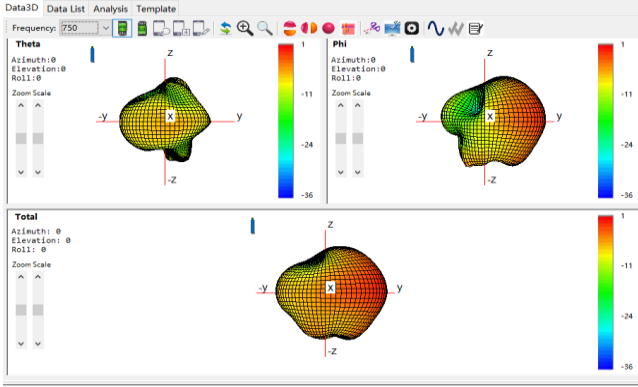 Data3D Data List Analysis Template
Frequency: 750
Theta
Azimuth:0
Elevation:0
Roll:0
Zoom Scale
z
-y
x
y
-z
1
-11
-24
-36
Phi
Azimuth:0
Elevation:0
Roll:0
Zoom Scale
z
-y
x
y
-z
1
-11
-24
-36
Total
Azimuth: 0
Elevation: 0
Roll: 0
Zoom Scale
z
-y
x
y
-z
1
-11
-24
-36